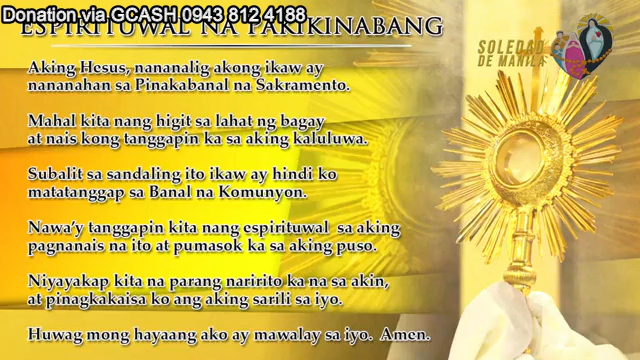 Donation via GCASH 0943 812 4188
ESPIRITUWAL NA PAKIKINABANG
SOLEDAD
DE MANILA
Aking Hesus, nananalig akong ikaw ay
nananahan sa Pinakabanal na Sakramento.
Mahal kita nang higit sa lahat ng bagay
at nais kong tanggapin ka sa aking kaluluwa.
Subalit sa sandaling ito ikaw ay hindi ko
matatanggap sa Banal na Komunyon.
Nawa'y tanggapin kita nang espirituwal sa aking
pagnanais na ito at pumasok ka sa aking puso.
Niyayakap kita na parang naririto ka na sa akin,
at pinagkakaisa ko ang aking sarili sa iyo.
Huwag mong hayaang ako ay mawalay sa iyo. Amen.